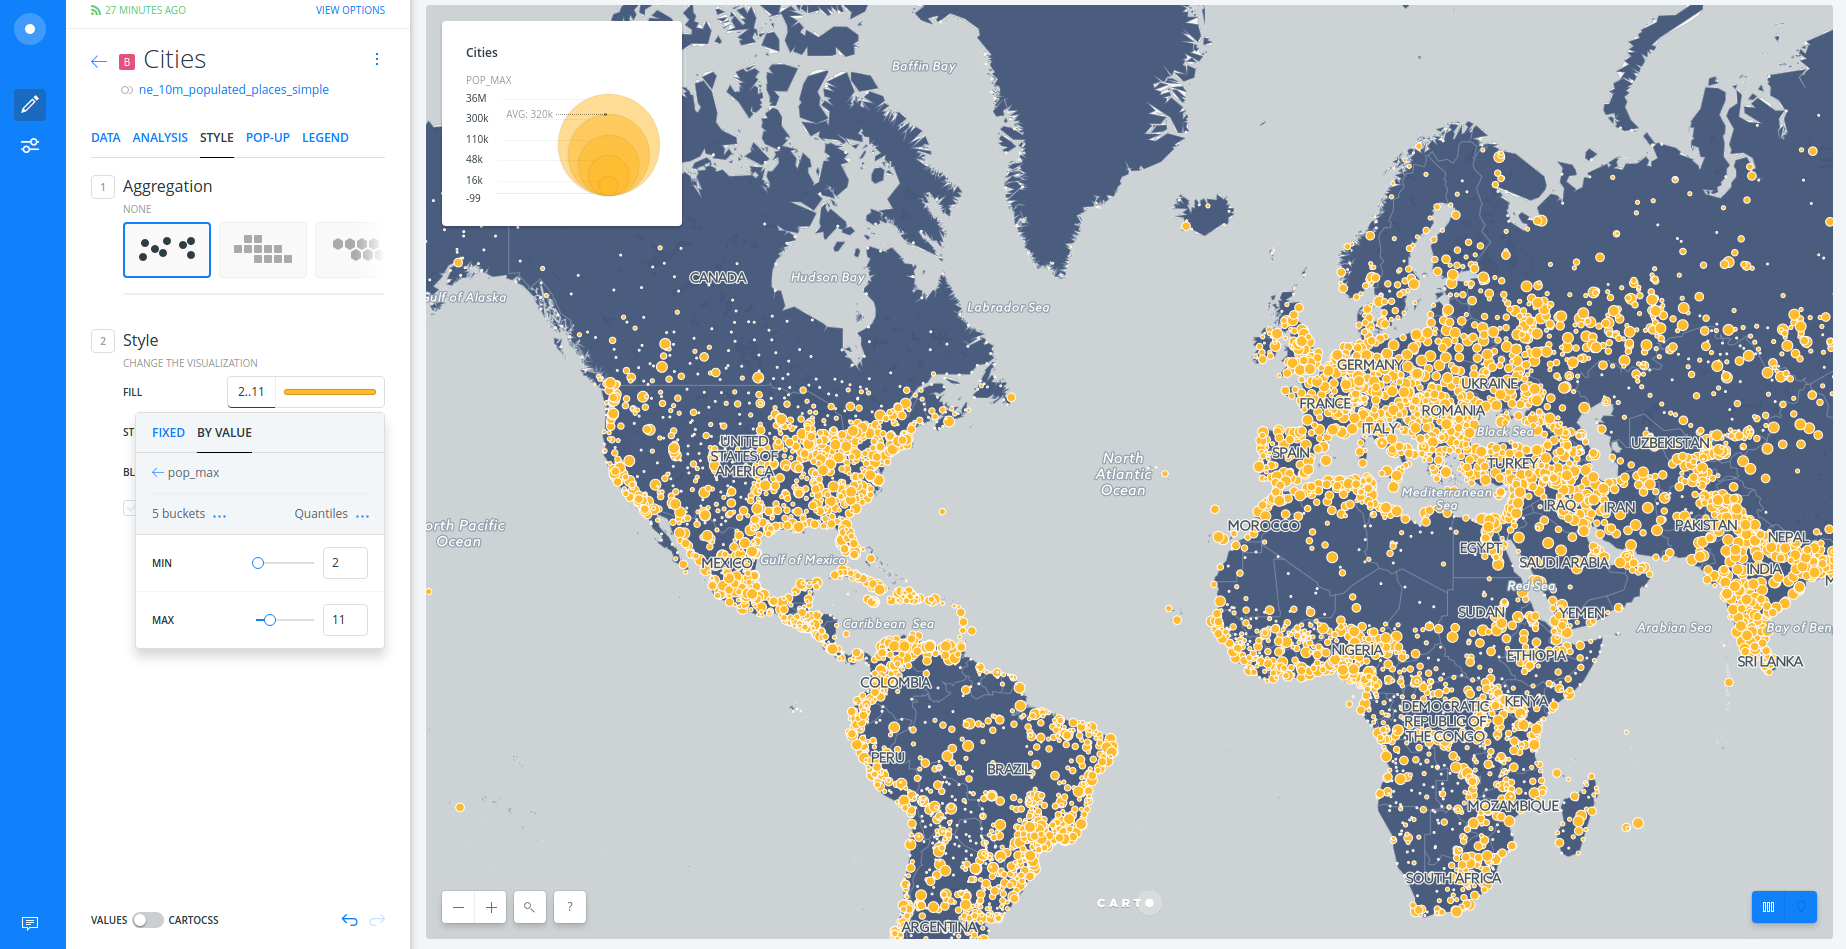 27 MINUTES AGO
VIEW OPTIONS
B Cities
ne_10m_populated_places_simple
DATA ANALYSIS STYLE POP-UP LEGEND
1 Aggregation
NONE
2 Style
CHANGE THE VISUALIZATION
FILL 2..11
ST
FIXED BY VALUE
pop_max
BL
5 buckets ... Quantiles ...
MIN 2
MAX 11
VALUES CARTOCSS
Cities
POP_MAX
36M
AVG: 320k
300k
110k
48k
16k
-99
Baffin Bay
CANADA
Hudson Bay
Gulf of Alaska
Labrador Sea
GERMANY
UKRAINE
FRANCE
ROMANIA
ITALY
Black Sea
UNITED
STATES OF
AMERICA
UZBEKISTAN
SPAIN
TURKEY
North
Atlantic
Ocean
Mediterranean
Sea
IRAQ
IRAN
orth Pacific
Ocean
MOROCCO
PAKISTAN
NEPAL
EGYPT
Gulf of Mexico
MEXICO
SAUDI ARABIA
INDIA
M
Red Sea
SUDAN
YEMEN
Caribbean Sea
Arabian Sea
Bay of Ben
NIGERIA
ETHIOPIA
SRI LANKA
COLOMBIA
KENYA
DEMOCRATIC
REPUBLIC OF
THE CONGO
PERU
BRAZIL
MOZAMBIQUE
SOUTH AFRICA
ARGENTINA
− + ?
CARTO